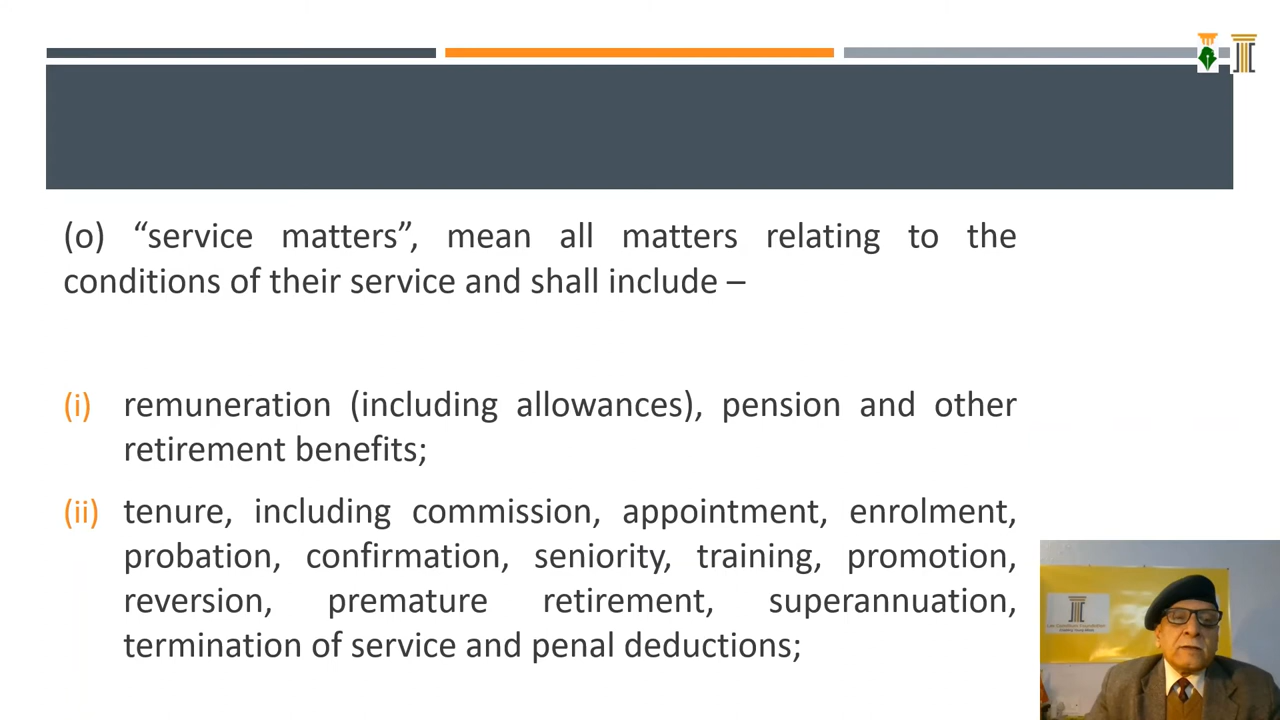 (o) “service matters”, mean all matters relating to the
conditions of their service and shall include –
(i) remuneration (including allowances), pension and other
retirement benefits;
(ii) tenure, including commission, appointment, enrolment,
probation, confirmation, seniority, training, promotion,
reversion, premature retirement, superannuation,
termination of service and penal deductions;